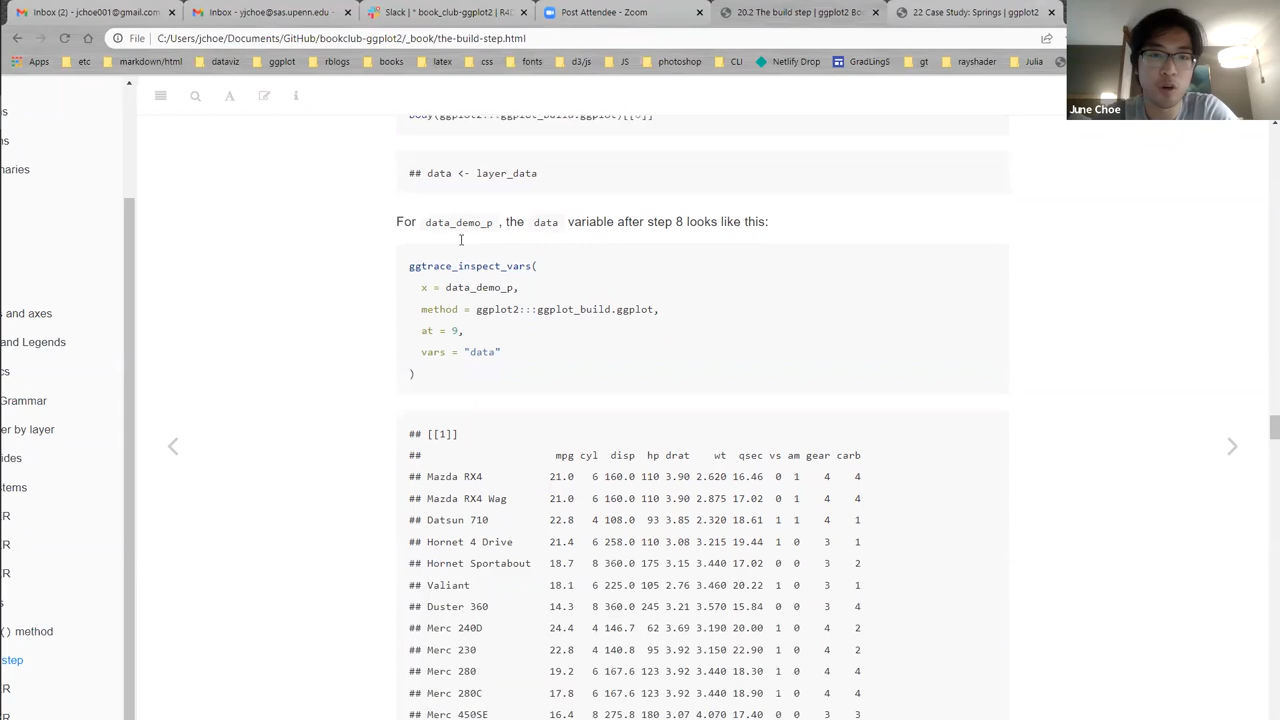 Inbox (2) - jchoe001@gmail.com
Inbox - yjchoe@sas.upenn.edu -
Slack | * book_club-ggplot2 | R4D
Post Attendee - Zoom
20.2 The build step | ggplot2 Boo
22 Case Study: Springs | ggplot2
File
C:/Users/jchoe/Documents/GitHub/bookclub-ggplot2/_book/the-build-step.html
Apps etc markdown/html dataviz ggplot rblogs books latex css fonts d3/js JS photoshop CLI Netlify Drop GradLingS gt rayshader Julia
June Choe
ns
ns
naries
s and axes
and Legends
cs
Grammar
er by layer
ides
stems
R
R
R
s
() method
step
R
R
body(ggplot2:::ggplot_build.ggplot)[[8]]
## data <- layer_data
For data_demo_p , the data variable after step 8 looks like this:
ggtrace_inspect_vars(
x = data_demo_p,
method = ggplot2:::ggplot_build.ggplot,
at = 9,
vars = "data"
)
## [[1]]
## mpg cyl disp hp drat wt qsec vs am gear carb
## Mazda RX4 21.0 6 160.0 110 3.90 2.620 16.46 0 1 4 4
## Mazda RX4 Wag 21.0 6 160.0 110 3.90 2.875 17.02 0 1 4 4
## Datsun 710 22.8 4 108.0 93 3.85 2.320 18.61 1 1 4 1
## Hornet 4 Drive 21.4 6 258.0 110 3.08 3.215 19.44 1 0 3 1
## Hornet Sportabout 18.7 8 360.0 175 3.15 3.440 17.02 0 0 3 2
## Valiant 18.1 6 225.0 105 2.76 3.460 20.22 1 0 3 1
## Duster 360 14.3 8 360.0 245 3.21 3.570 15.84 0 0 3 4
## Merc 240D 24.4 4 146.7 62 3.69 3.190 20.00 1 0 4 2
## Merc 230 22.8 4 140.8 95 3.92 3.150 22.90 1 0 4 2
## Merc 280 19.2 6 167.6 123 3.92 3.440 18.30 1 0 4 4
## Merc 280C 17.8 6 167.6 123 3.92 3.440 18.90 1 0 4 4
## Merc 450SE 16.4 8 275.8 180 3.07 4.070 17.40 0 0 3 3